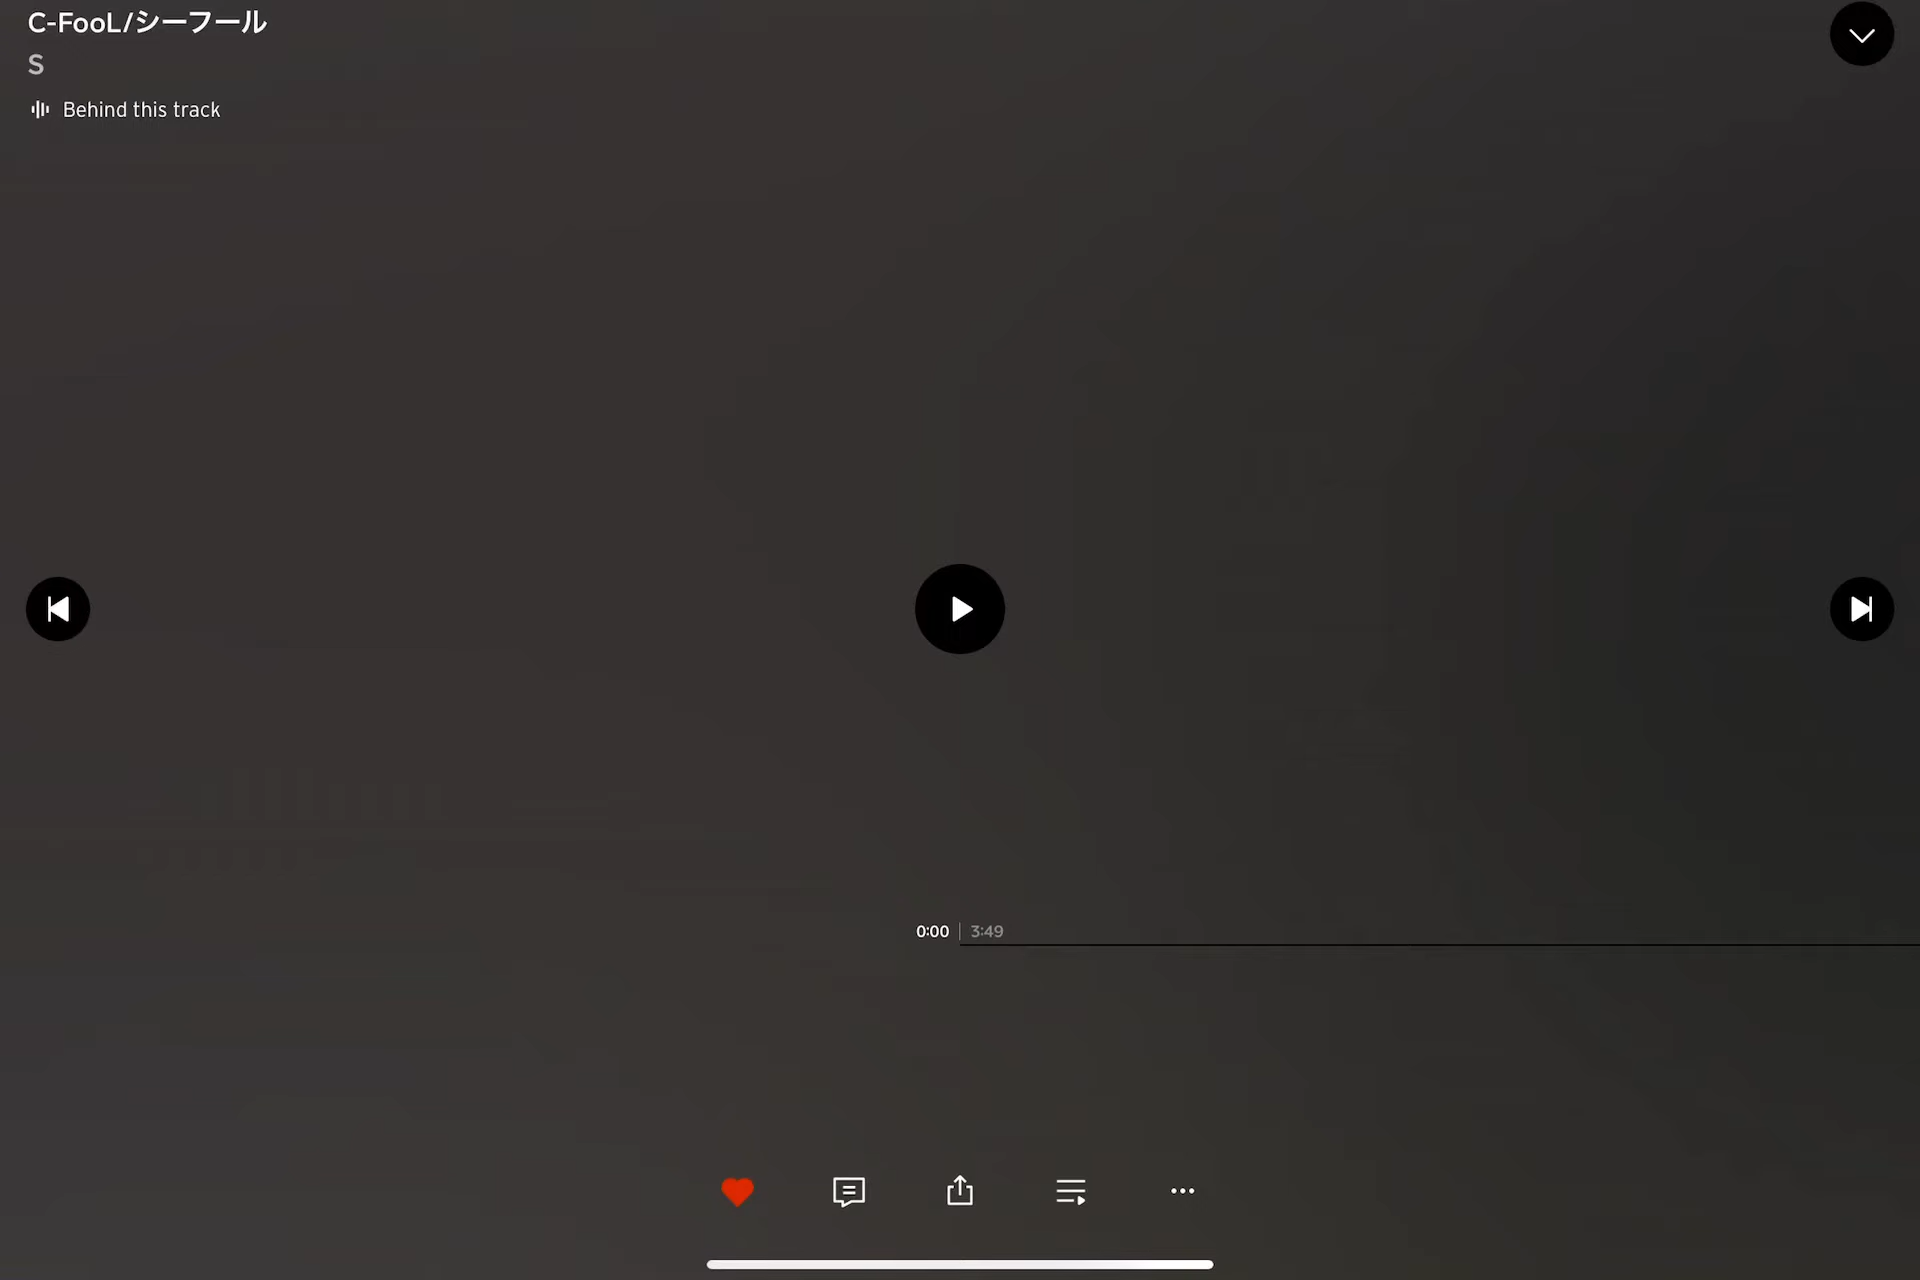 C-FooL/シーフール
S
Behind this track
0:00 | 3:49